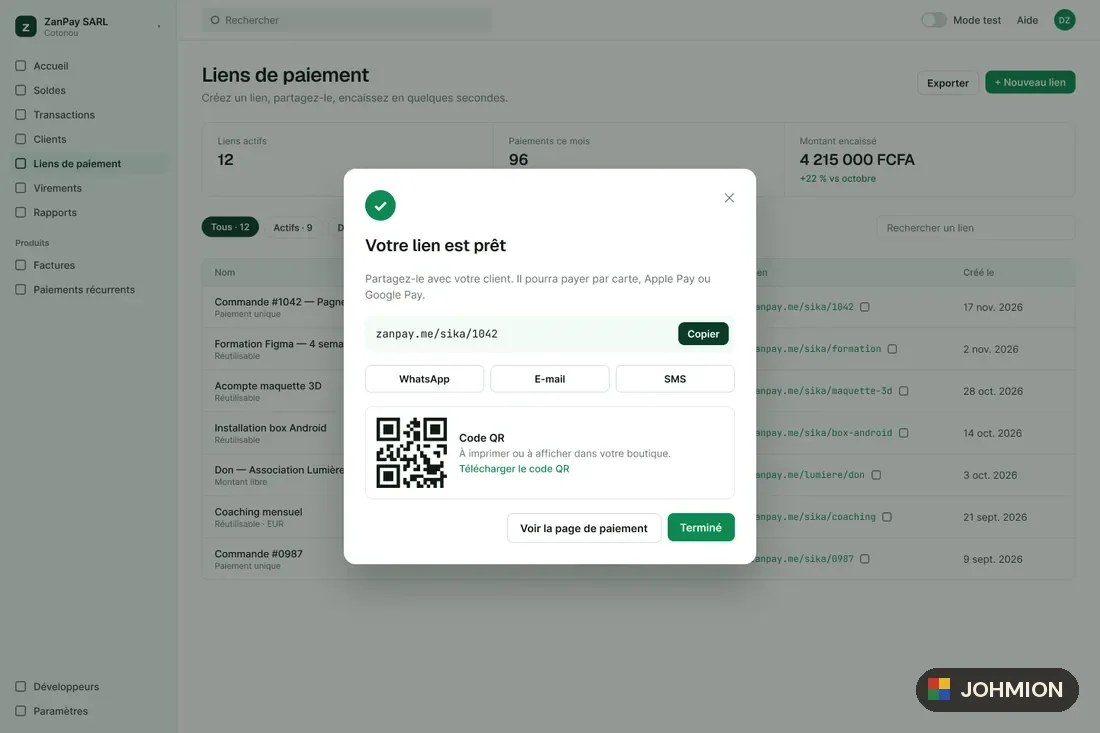 Z
ZanPay SARL
Cotonou
Rechercher
Mode test
Aide
DZ
Accueil
Soldes
Transactions
Clients
Liens de paiement
Virements
Rapports
Produits
Factures
Paiements récurrents
Développeurs
Paramètres
Liens de paiement
Créez un lien, partagez-le, encaissez en quelques secondes.
Exporter
+ Nouveau lien
Liens actifs
12
Paiements ce mois
96
Montant encaissé
4 215 000 FCFA
+22 % vs octobre
Tous · 12
Actifs · 9
Rechercher un lien
Nom
Créé le
Commande #1042 — Pagne
Paiement unique
anpay.me/sika/1042
17 nov. 2026
Formation Figma — 4 sema
Réutilisable
anpay.me/sika/formation
2 nov. 2026
Acompte maquette 3D
Réutilisable
anpay.me/sika/maquette-3d
28 oct. 2026
Installation box Android
Réutilisable
anpay.me/sika/box-android
14 oct. 2026
Don — Association Lumière
Montant libre
anpay.me/lumiere/don
3 oct. 2026
Coaching mensuel
Réutilisable · EUR
anpay.me/sika/coaching
21 sept. 2026
Commande #0987
Paiement unique
anpay.me/sika/0987
9 sept. 2026
Votre lien est prêt
Partagez-le avec votre client. Il pourra payer par carte, Apple Pay ou
Google Pay.
zanpay.me/sika/1042
Copier
WhatsApp
E-mail
SMS
Code QR
À imprimer ou à afficher dans votre boutique.
Télécharger le code QR
Voir la page de paiement
Terminé
JOHMION